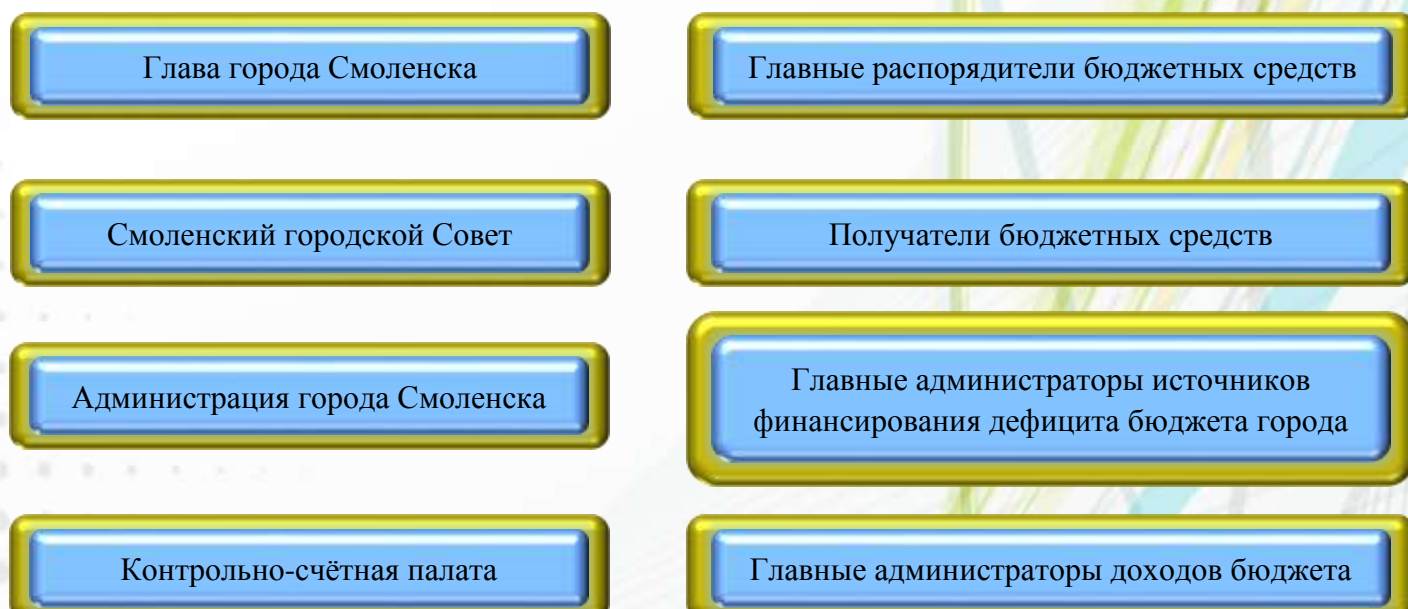 Глава города Смоленска
Главные распорядители бюджетных средств
Смоленский городской Совет
Получатели бюджетных средств
Администрация города Смоленска
Главные администраторы источников
финансирования дефицита бюджета города
Контрольно-счётная палата
Главные администраторы доходов бюджета